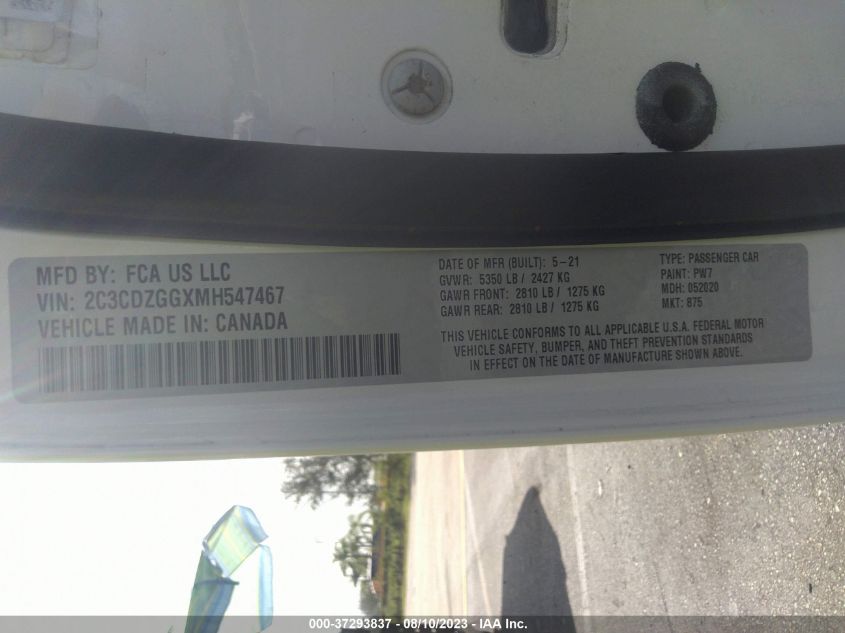 MFD BY: FCA US LLC
VIN: 2C3CDZGGXMH547467
VEHICLE MADE IN: CANADA
DATE OF MFR (BUILT): 5-21
GVWR: 5350 LB / 2427 KG
GAWR FRONT: 2810 LB / 1275 KG
GAWR REAR: 2810 LB / 1275 KG
TYPE: PASSENGER CAR
PAINT: PW7
MDH: 052020
MKT: 875
THIS VEHICLE CONFORMS TO ALL APPLICABLE U.S.A. FEDERAL MOTOR
VEHICLE SAFETY, BUMPER, AND THEFT PREVENTION STANDARDS
IN EFFECT ON THE DATE OF MANUFACTURE SHOWN ABOVE.
000-37293837 - 08/10/2023 - IAA Inc.